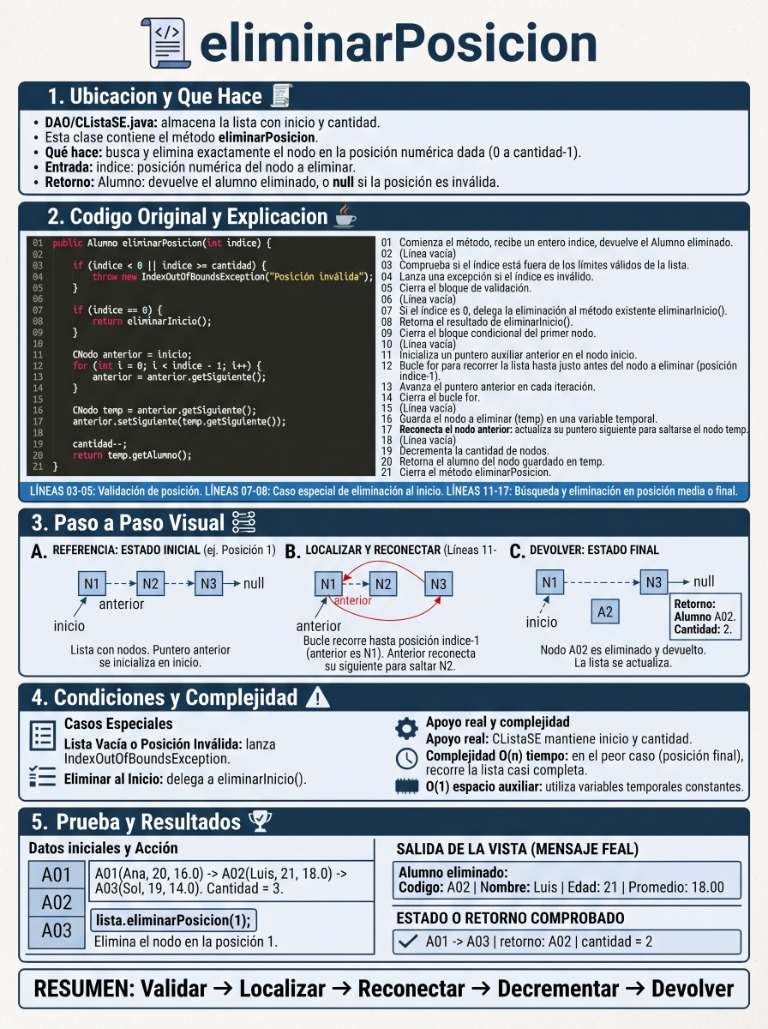 </> eliminarPosicion
1. Ubicacion y Que Hace
• DAO/CListaSE.java: almacena la lista con inicio y cantidad.
• Esta clase contiene el método eliminarPosicion.
• Qué hace: busca y elimina exactamente el nodo en la posición numérica dada (0 a cantidad-1).
• Entrada: indice: posición numérica del nodo a eliminar.
• Retorno: Alumno: devuelve el alumno eliminado, o null si la posición es inválida.
2. Codigo Original y Explicacion
01 public Alumno eliminarPosicion(int indice) {
02
03 if (indice < 0 || indice >= cantidad) {
04 throw new IndexOutOfBoundsException("Posición inválida");
05 }
06
07 if (indice == 0) {
08 return eliminarInicio();
09 }
10
11 CNodo anterior = inicio;
12 for (int i = 0; i < indice - 1; i++) {
13 anterior = anterior.getSiguiente();
14 }
15
16 CNodo temp = anterior.getSiguiente();
17 anterior.setSiguiente(temp.getSiguiente());
18
19 cantidad--;
20 return temp.getAlumno();
21 }
01 Comienza el método, recibe un entero indice, devuelve el Alumno eliminado.
02 (Línea vacía)
03 Comprueba si el índice está fuera de los límites válidos de la lista.
04 Lanza una excepción si el índice es inválido.
05 Cierra el bloque de validación.
06 (Línea vacía)
07 Si el índice es 0, delega la eliminación al método existente eliminarInicio().
08 Retorna el resultado de eliminarInicio().
09 Cierra el bloque condicional del primer nodo.
10 (Línea vacía)
11 Inicializa un puntero auxiliar anterior en el nodo inicio.
12 Bucle for para recorrer la lista hasta justo antes del nodo a eliminar (posición
indice-1).
13 Avanza el puntero anterior en cada iteración.
14 Cierra el bucle for.
15 (Línea vacía)
16 Guarda el nodo a eliminar (temp) en una variable temporal.
17 Reconecta el nodo anterior: actualiza su puntero siguiente para saltarse el nodo temp.
18 (Línea vacía)
19 Decrementa la cantidad de nodos.
20 Retorna el alumno del nodo guardado en temp.
21 Cierra el método eliminarPosicion.
LÍNEAS 03-05: Validación de posición. LÍNEAS 07-08: Caso especial de eliminación al inicio. LÍNEAS 11-17: Búsqueda y eliminación en posición media o final.
3. Paso a Paso Visual
A. REFERENCIA: ESTADO INICIAL (ej. Posición 1)
N1 N2 N3 null
anterior
inicio
Lista con nodos. Puntero anterior
se inicializa en inicio.
B. LOCALIZAR Y RECONECTAR (Líneas 11-
N1 N2 N3
anterior
anterior
Bucle recorre hasta posición indice-1
(anterior es N1). Anterior reconecta
su siguiente para saltar N2.
C. DEVOLVER: ESTADO FINAL
N1 N3 null
A2
inicio
Retorno:
Alumno A02.
Cantidad: 2.
Nodo A02 es eliminado y devuelto.
La lista se actualiza.
4. Condiciones y Complejidad
Casos Especiales
Lista Vacía o Posición Inválida: lanza
IndexOutOfBoundsException.
Eliminar al Inicio: delega a eliminarInicio().
Apoyo real y complejidad
Apoyo real: CListaSE mantiene inicio y cantidad.
Complejidad O(n) tiempo: en el peor caso (posición final),
recorre la lista casi completa.
O(1) espacio auxiliar: utiliza variables temporales constantes.
5. Prueba y Resultados
Datos iniciales y Acción
A01
A02
A03
A01(Ana, 20, 16.0) -> A02(Luis, 21, 18.0) ->
A03(Sol, 19, 14.0). Cantidad = 3.
lista.eliminarPosicion(1);
Elimina el nodo en la posición 1.
SALIDA DE LA VISTA (MENSAJE FEAL)
Alumno eliminado:
Codigo: A02 | Nombre: Luis | Edad: 21 | Promedio: 18.00
ESTADO O RETORNO COMPROBADO
A01 -> A03 | retorno: A02 | cantidad = 2
RESUMEN: Validar → Localizar → Reconectar → Decrementar → Devolver